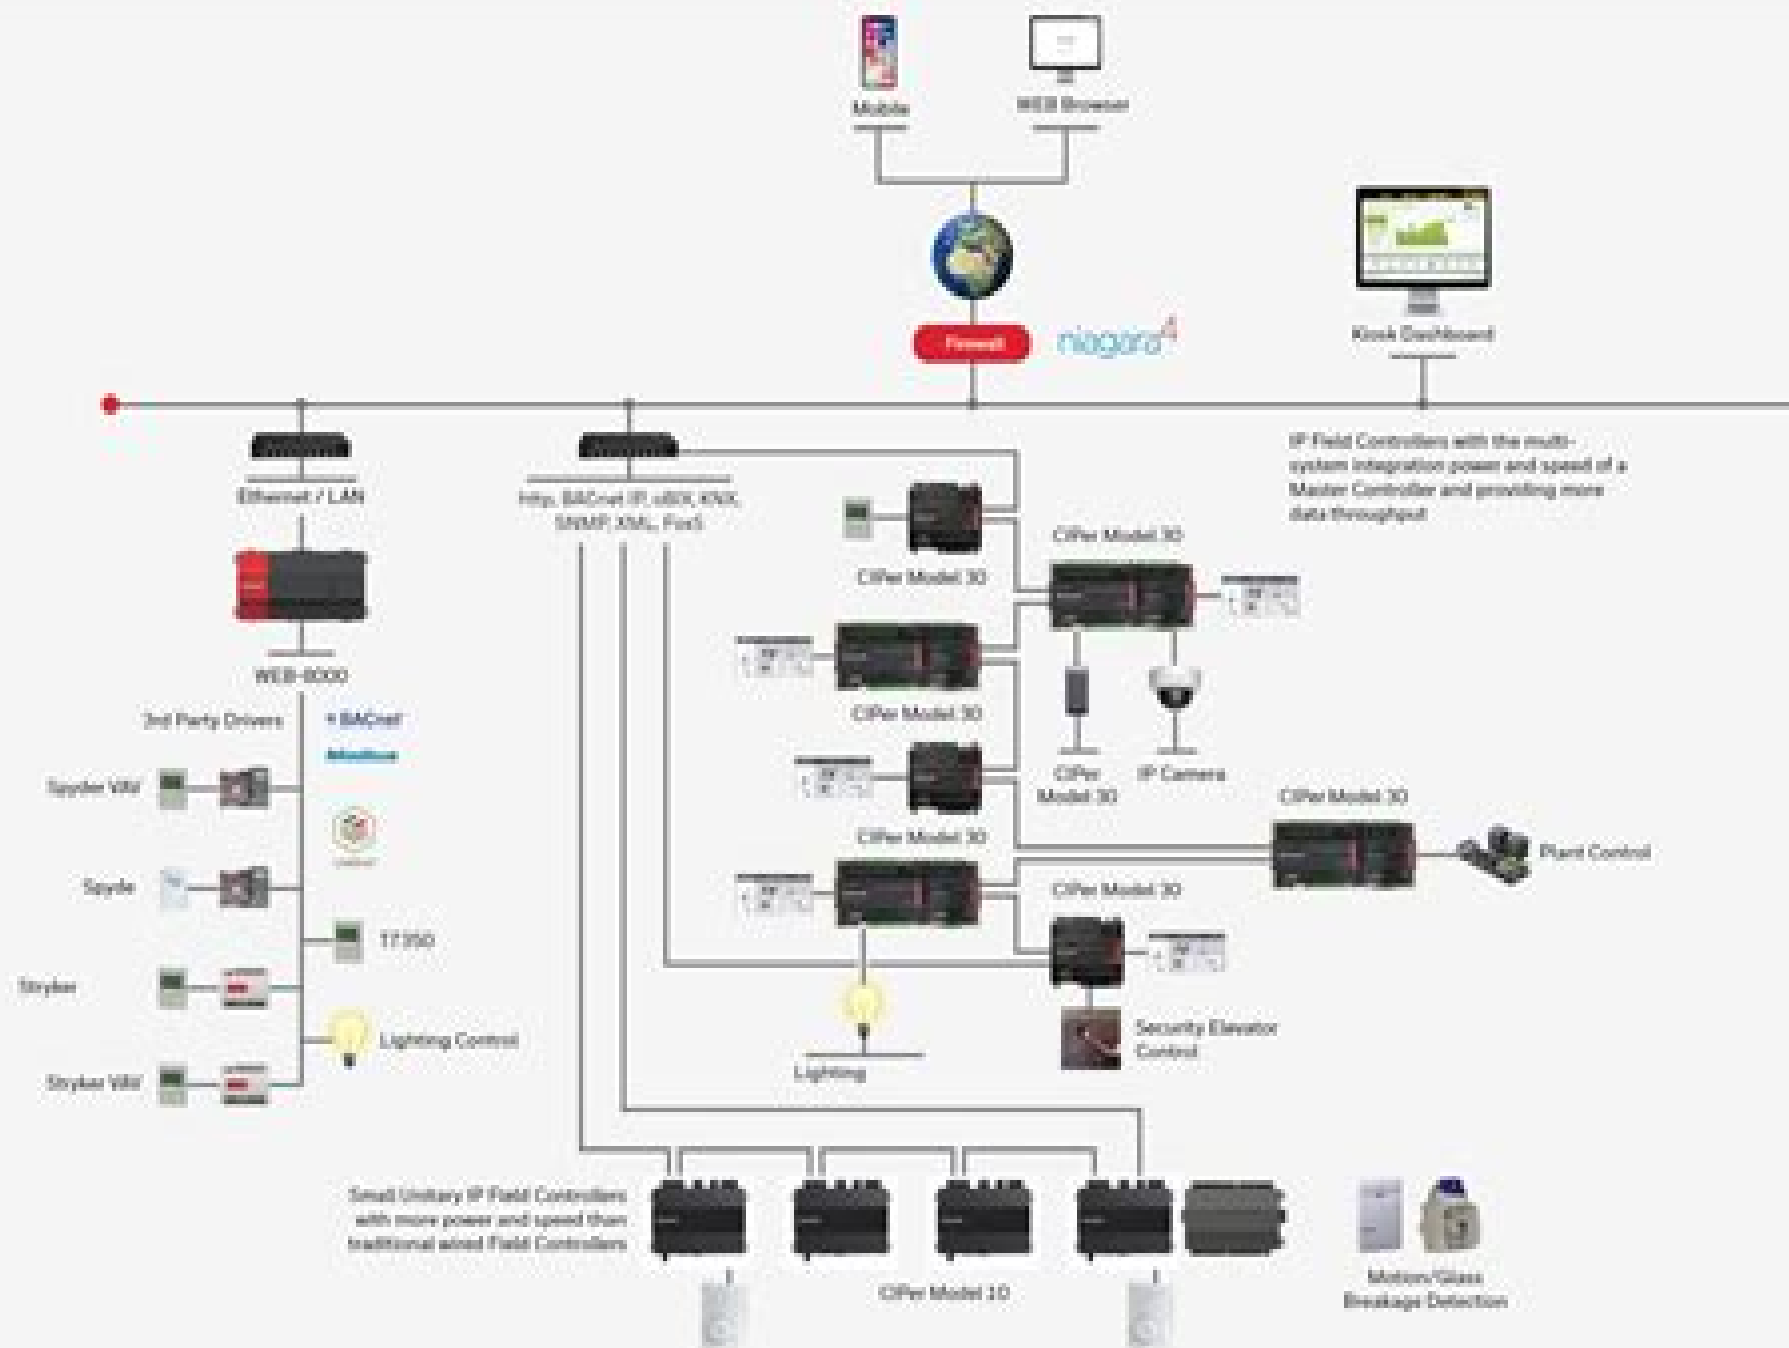 Mobile
WEB Browser
Firewall
niagara4
Kiosk Dashboard
Ethernet / LAN
http, BACnet IP, oBIX, KNX,
SNMP, XML, FoxS
IP Field Controllers with the multi-
system integration power and speed of a
Master Controller and providing more
data throughput
CIPer Model 30
CIPer Model 30
WEB-8000
3rd Party Drivers
BACnet
Modbus
CIPer Model 30
Spyder VAV
CIPer
Model 30
IP Camera
CIPer Model 30
CIPer Model 30
Plant Control
Spyde
CIPer Model 30
T7350
Stryker
Lighting Control
Security Elevator
Control
Lighting
Stryker VAV
Small Unitary IP Field Controllers
with more power and speed than
traditional wired Field Controllers
CIPer Model 10
Motion/Glass
Breakage Detection